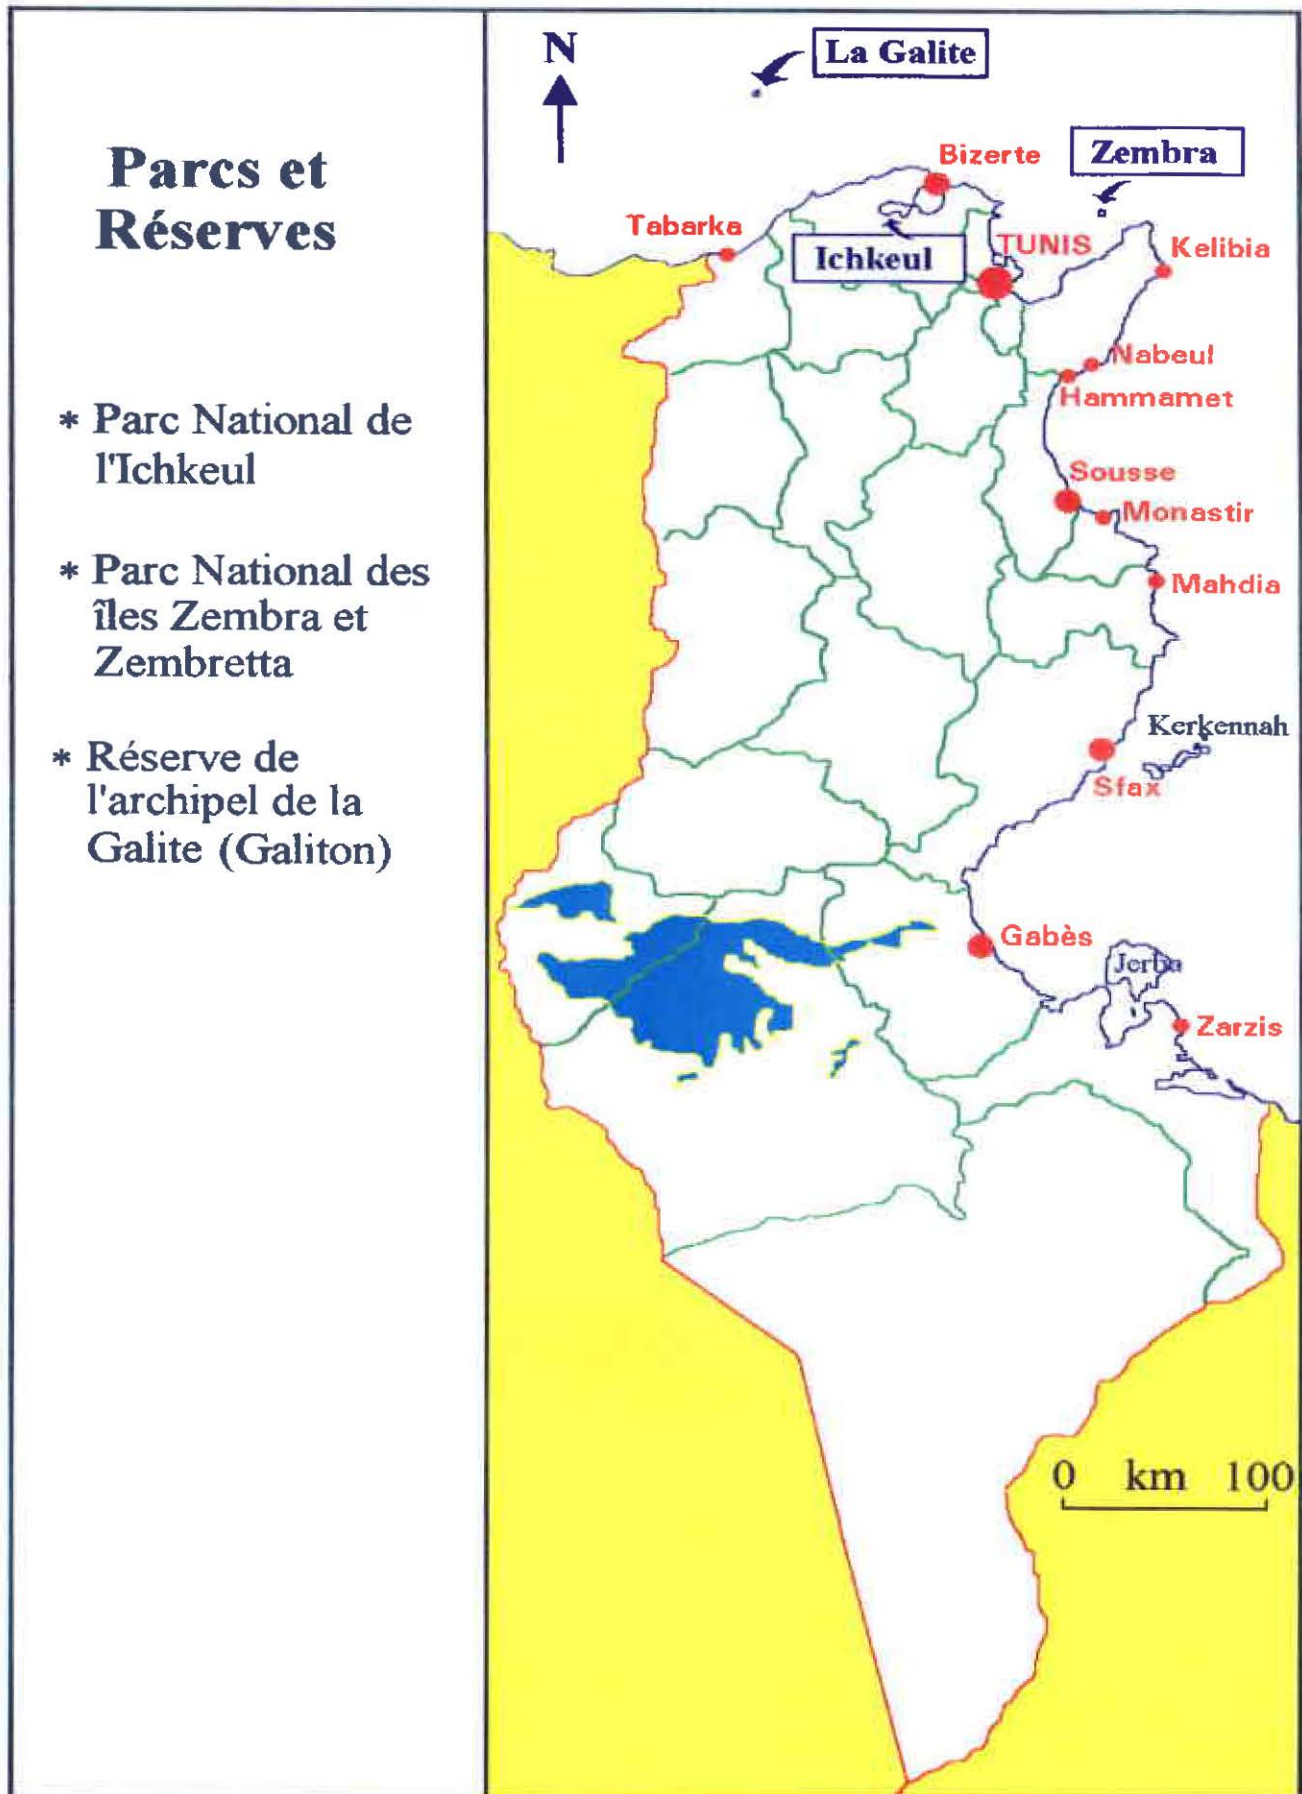 Parcs et
Réserves
* Parc National de
l'Ichkeul
* Parc National des
îles Zembra et
Zembretta
* Réserve de
l'archipel de la
Galite (Galiton)
N
La Galite
Bizerte
Zembra
Tabarka
Ichkeul
TUNIS
Kelibia
Nabeul
Hammamet
Sousse
Monastir
Mahdia
Kerkennah
Sfax
Gabès
Jerba
Zarzis
0 km 100